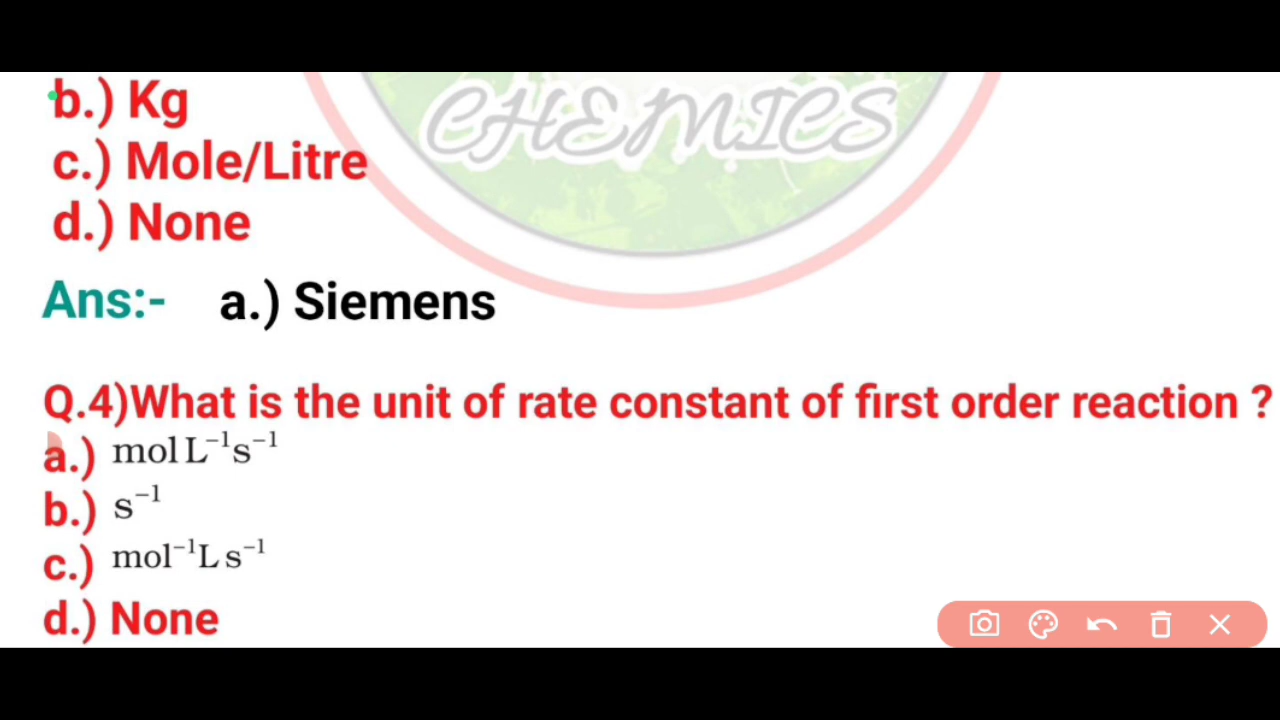 CHEMICS
b.) Kg
c.) Mole/Litre
d.) None
Ans:- a.) Siemens
Q.4)What is the unit of rate constant of first order reaction ?
a.) mol L⁻¹s⁻¹
b.) s⁻¹
c.) mol⁻¹L s⁻¹
d.) None